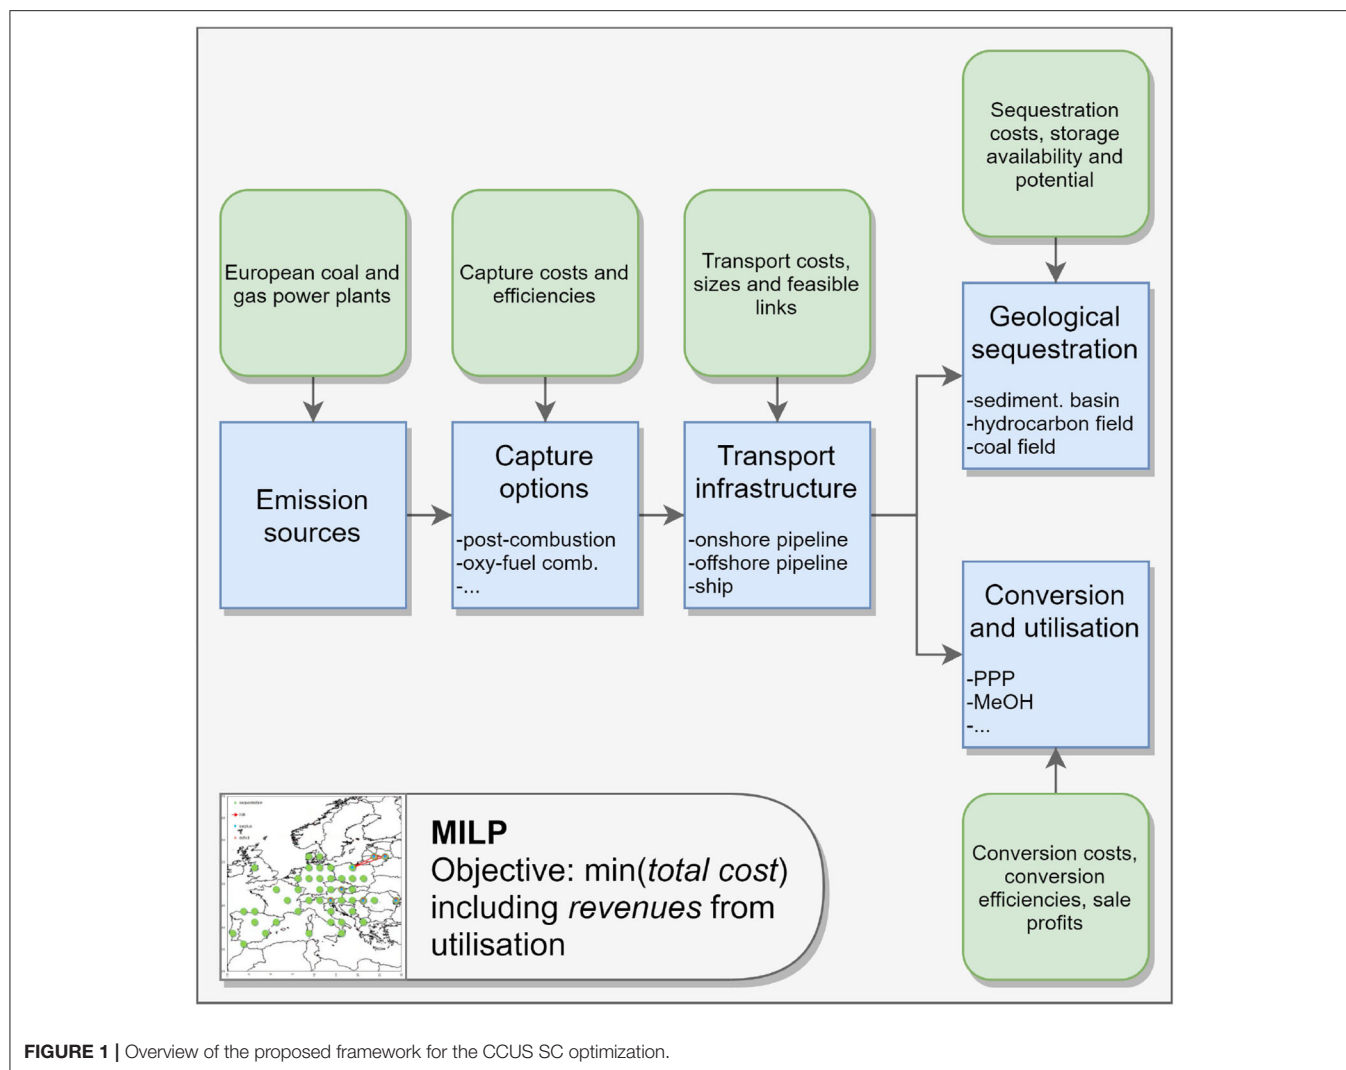 Sequestration
costs, storage
availability and
potential
European coal and
gas power plants
Capture costs and
efficiencies
Transport costs,
sizes and feasible
links
Geological
sequestration
-sediment. basin
-hydrocarbon field
-coal field
Emission
sources
Capture
options
-post-combustion
-oxy-fuel comb.
-...
Transport
infrastructure
-onshore pipeline
-offshore pipeline
-ship
Conversion
and utilisation
-PPP
-MeOH
-...
MILP
Objective: min(total cost)
including revenues from
utilisation
Conversion costs,
conversion
efficiencies, sale
profits
FIGURE 1 | Overview of the proposed framework for the CCUS SC optimization.